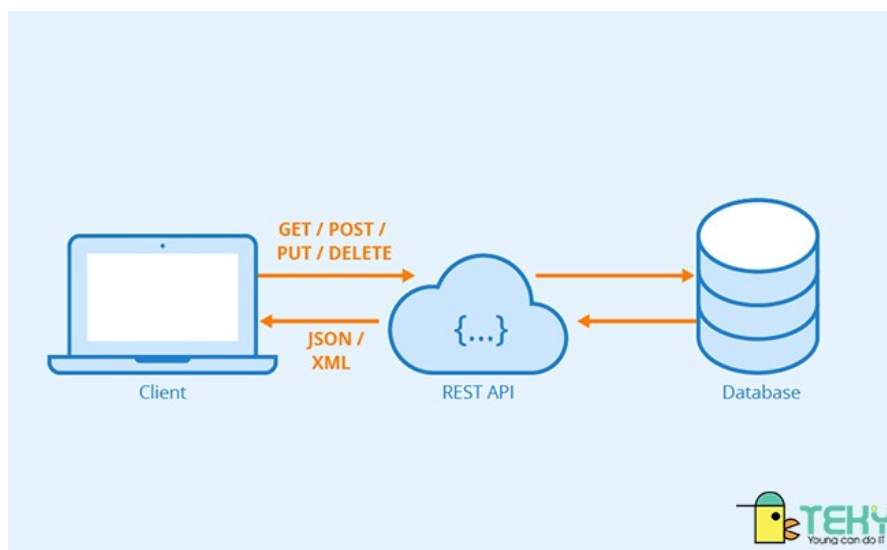 GET / POST /
PUT / DELETE
{...}
JSON /
XML
Client
REST API
Database
TEKY
Young can do IT